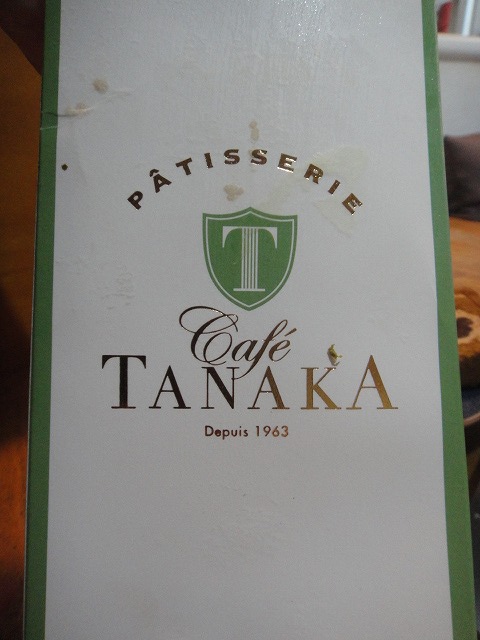 PÂTISSERIE
T
Café
TANAKA
Depuis 1963